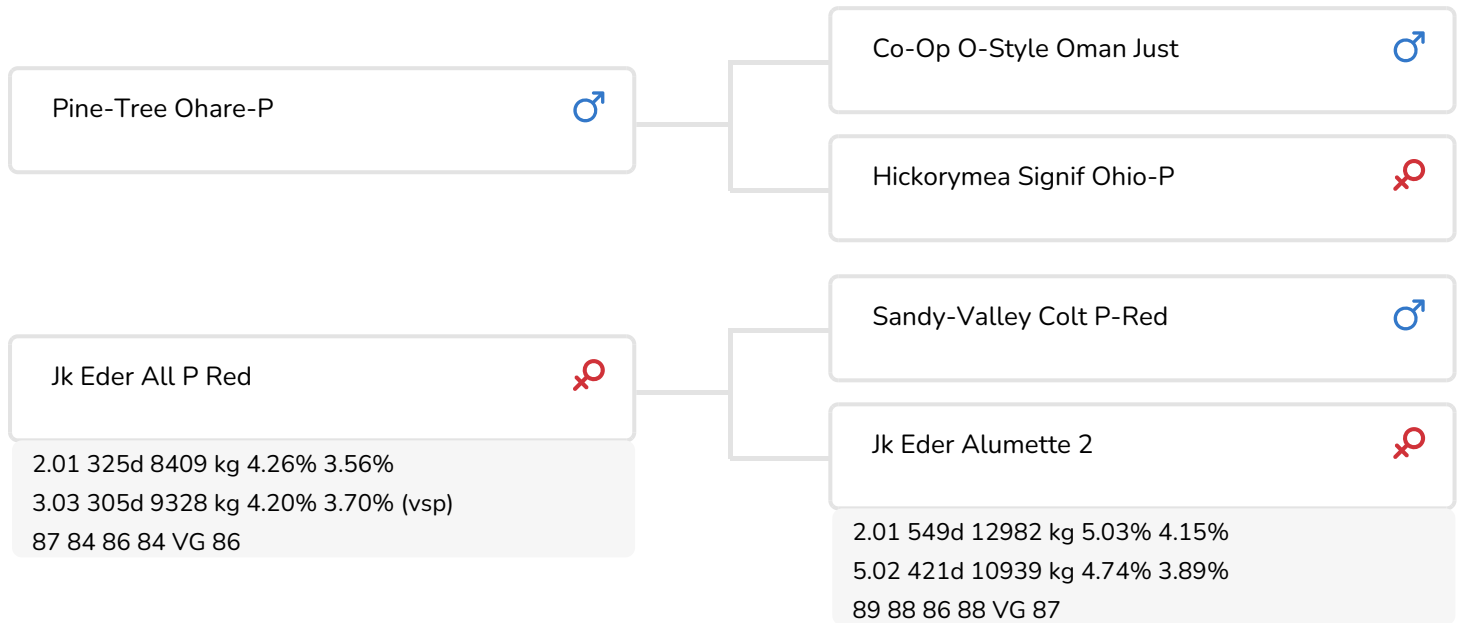 Pine-Tree Ohare-P
Co-Op O-Style Oman Just
Hickorymea Signif Ohio-P
Jk Eder All P Red
2.01 325d 8409 kg 4.26% 3.56%
3.03 305d 9328 kg 4.20% 3.70% (vsp)
87 84 86 84 VG 86
Sandy-Valley Colt P-Red
Jk Eder Alumette 2
2.01 549d 12982 kg 5.03% 4.15%
5.02 421d 10939 kg 4.74% 3.89%
89 88 86 88 VG 87